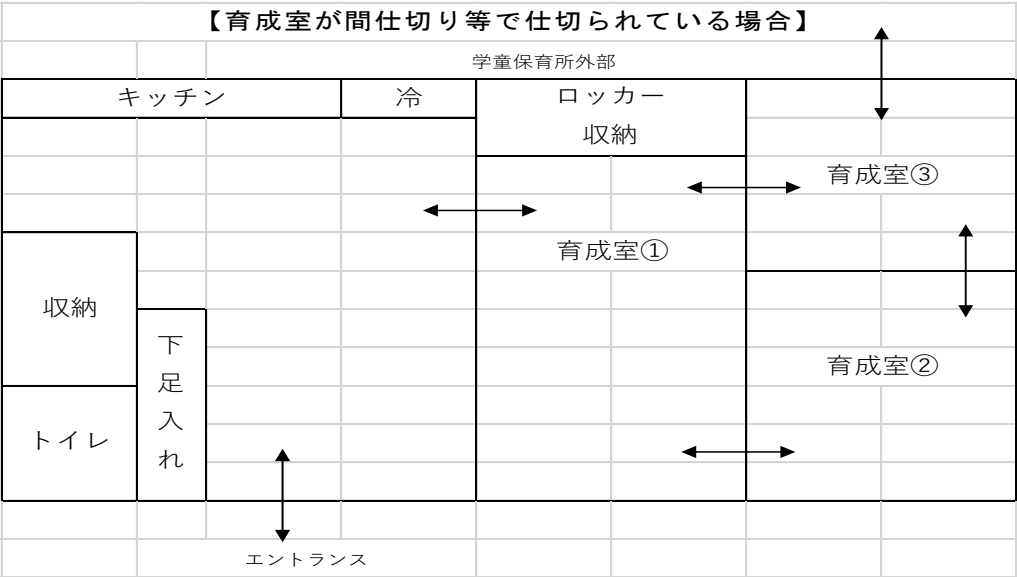 【育成室が間仕切り等で仕切られている場合】
学童保育所外部
キッチン
冷
ロッカー
収納
育成室③
育成室①
収納
下足入れ
育成室②
トイレ
エントランス